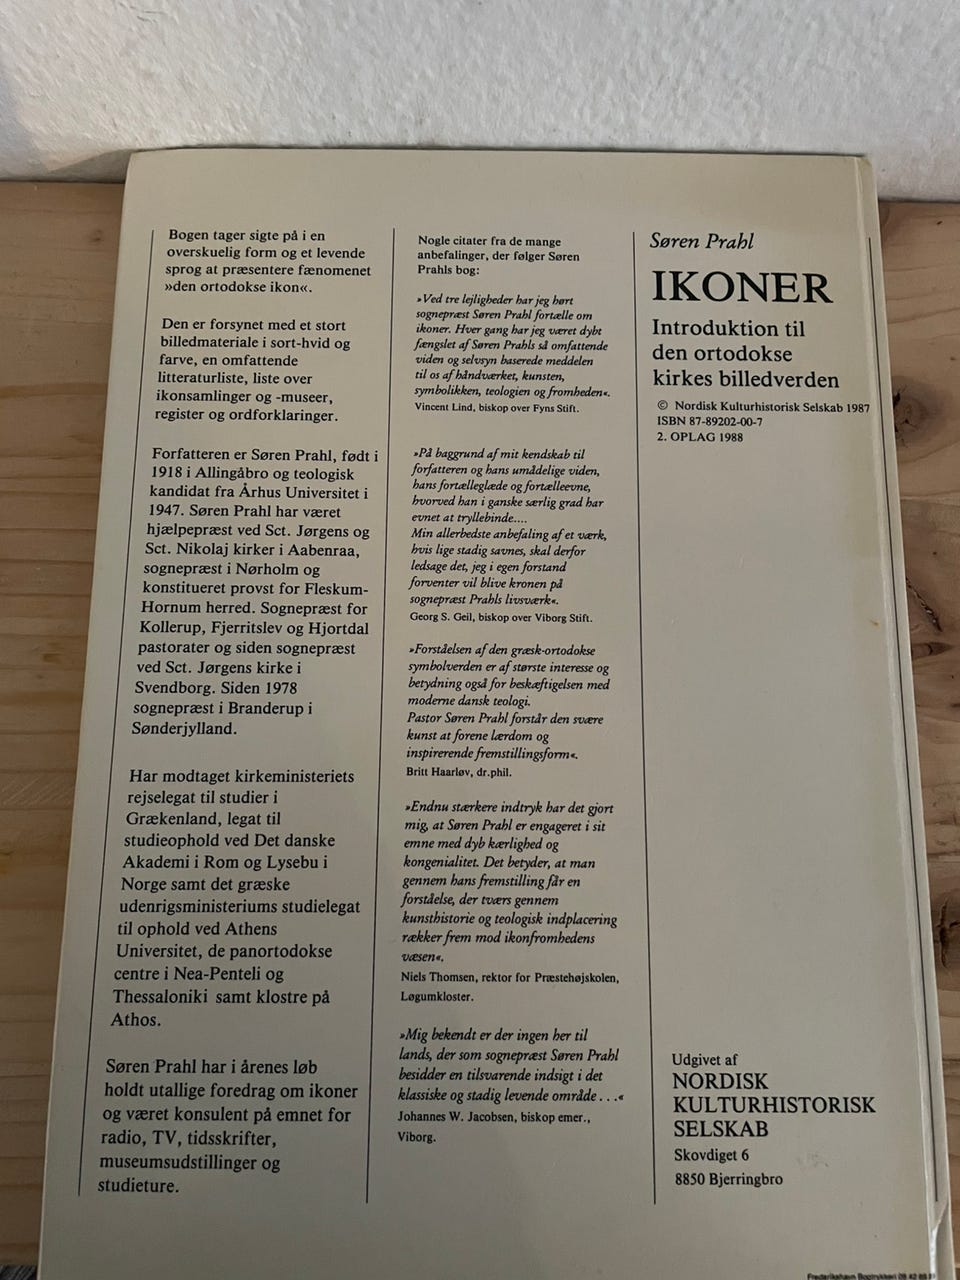 Bogen tager sigte på i en
overskuelig form og et levende
sprog at præsentere fænomenet
»den ortodokse ikon«.
Den er forsynet med et stort
billedmateriale i sort-hvid og
farve, en omfattende
litteraturliste, liste over
ikonsamlinger og -museer,
register og ordforklaringer.
Forfatteren er Søren Prahl, født i
1918 i Allingåbro og teologisk
kandidat fra Århus Universitet i
1947. Søren Prahl har været
hjælpepræst ved Sct. Jørgens og
Sct. Nikolaj kirker i Aabenraa,
sognepræst i Nørholm og
konstitueret provst for Fleskum-
Hornum herred. Sognepræst for
Kollerup, Fjerritslev og Hjortdal
pastorater og siden sognepræst
ved Sct. Jørgens kirke i
Svendborg. Siden 1978
sognepræst i Branderup i
Sønderjylland.
Har modtaget kirkeministeriets
rejselegat til studier i
Grækenland, legat til
studieophold ved Det danske
Akademi i Rom og Lysebu i
Norge samt det græske
udenrigsministeriums studielegat
til ophold ved Athens
Universitet, de panortodokse
centre i Nea-Penteli og
Thessaloniki samt klostre på
Athos.
Søren Prahl har i årenes løb
holdt utallige foredrag om ikoner
og været konsulent på emnet for
radio, TV, tidsskrifter,
museumsudstillinger og
studieture.
Nogle citater fra de mange
anbefalinger, der følger Søren
Prahls bog:
»Ved tre lejligheder har jeg hørt
sognepræst Søren Prahl fortælle om
ikoner. Hver gang har jeg været dybt
fængslet af Søren Prahls så omfattende
viden og selvsyn baserede meddelen
til os af håndværket, kunsten,
symbolikken, teologien og fromheden«.
Vincent Lind, biskop over Fyns Stift.
»På baggrund af mit kendskab til
forfatteren og hans umådelige viden,
hans fortælleglæde og fortælleevne,
hvorved han i ganske særlig grad har
evnet at tryllebinde....
Min allerbedste anbefaling af et værk,
hvis lige stadig savnes, skal derfor
ledsage det, jeg i egen forstand
forventer vil blive kronen på
sognepræst Prahls livsværk«.
Georg S. Geil, biskop over Viborg Stift.
»Forståelsen af den græsk-ortodokse
symbolverden er af største interesse og
betydning også for beskæftigelsen med
moderne dansk teologi.
Pastor Søren Prahl forstår den svære
kunst at forene lærdom og
inspirerende fremstillingsform«.
Britt Haarløv, dr.phil.
»Endnu stærkere indtryk har det gjort
mig, at Søren Prahl er engageret i sit
emne med dyb kærlighed og
kongenialitet. Det betyder, at man
gennem hans fremstilling får en
forståelse, der tværs gennem
kunsthistorie og teologisk indplacering
rækker frem mod ikonfromhedens
væsen«.
Niels Thomsen, rektor for Præstehøjskolen,
Løgumkloster.
»Mig bekendt er der ingen her til
lands, der som sognepræst Søren Prahl
besidder en tilsvarende indsigt i det
klassiske og stadig levende område . . .«
Johannes W. Jacobsen, biskop emer.,
Viborg.
Søren Prahl
IKONER
Introduktion til
den ortodokse
kirkes billedverden
© Nordisk Kulturhistorisk Selskab 1987
ISBN 87-89202-00-7
2. OPLAG 1988
Udgivet af
NORDISK
KULTURHISTORISK
SELSKAB
Skovdiget 6
8850 Bjerringbro
Frederikshavn Bogtrykkeri